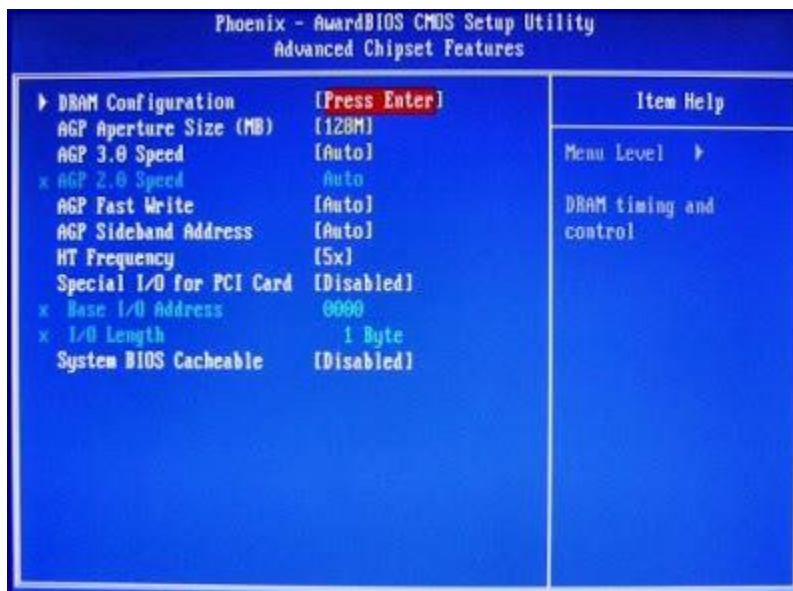 Phoenix - AwardBIOS CMOS Setup Utility
Advanced Chipset Features
DRAM Configuration [Press Enter]
AGP Aperture Size (MB) [128M]
AGP 3.0 Speed [Auto]
x AGP 2.0 Speed Auto
AGP Fast Write [Auto]
AGP Sideband Address [Auto]
HT Frequency [5x]
Special I/O for PCI Card [Disabled]
x Base I/O Address 0000
x I/O Length 1 Byte
System BIOS Cacheable [Disabled]
Item Help
Menu Level
DRAM timing and
control